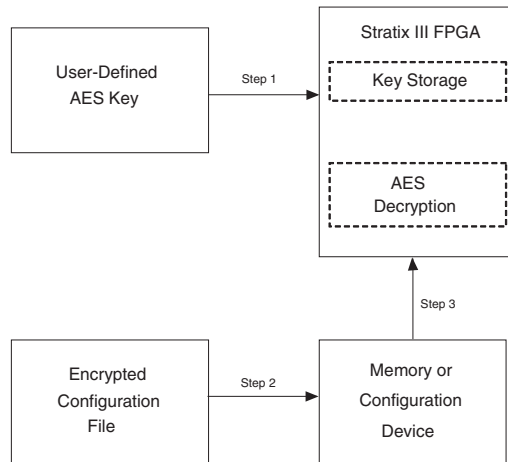 User-Defined
AES Key
Step 1
Stratix III FPGA
Key Storage
AES
Decryption
Step 3
Encrypted
Configuration
File
Step 2
Memory or
Configuration
Device